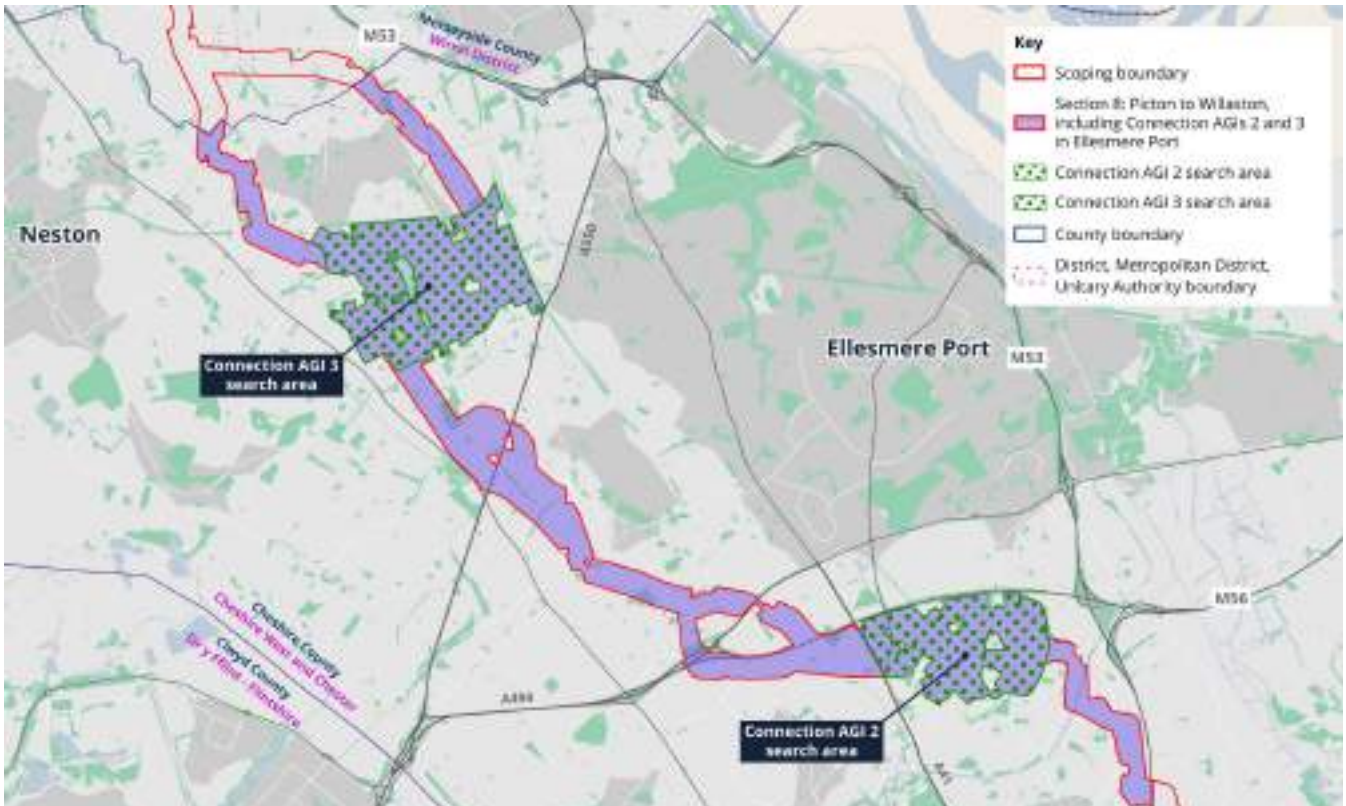 M53
Merseyside County
Wirral District
Key
Scoping boundary
Section 8: Picton to Willaston,
including Connection AGIs 2 and 3
in Ellesmere Port
Connection AGI 2 search area
Connection AGI 3 search area
County boundary
District, Metropolitan District,
Unitary Authority boundary
Neston
A550
Ellesmere Port
M53
Connection AGI 3
search area
M56
Cheshire County
Cheshire West and Chester
Clwyd County
Sir y Fflint - Flintshire
A494
Connection AGI 2
search area
A41